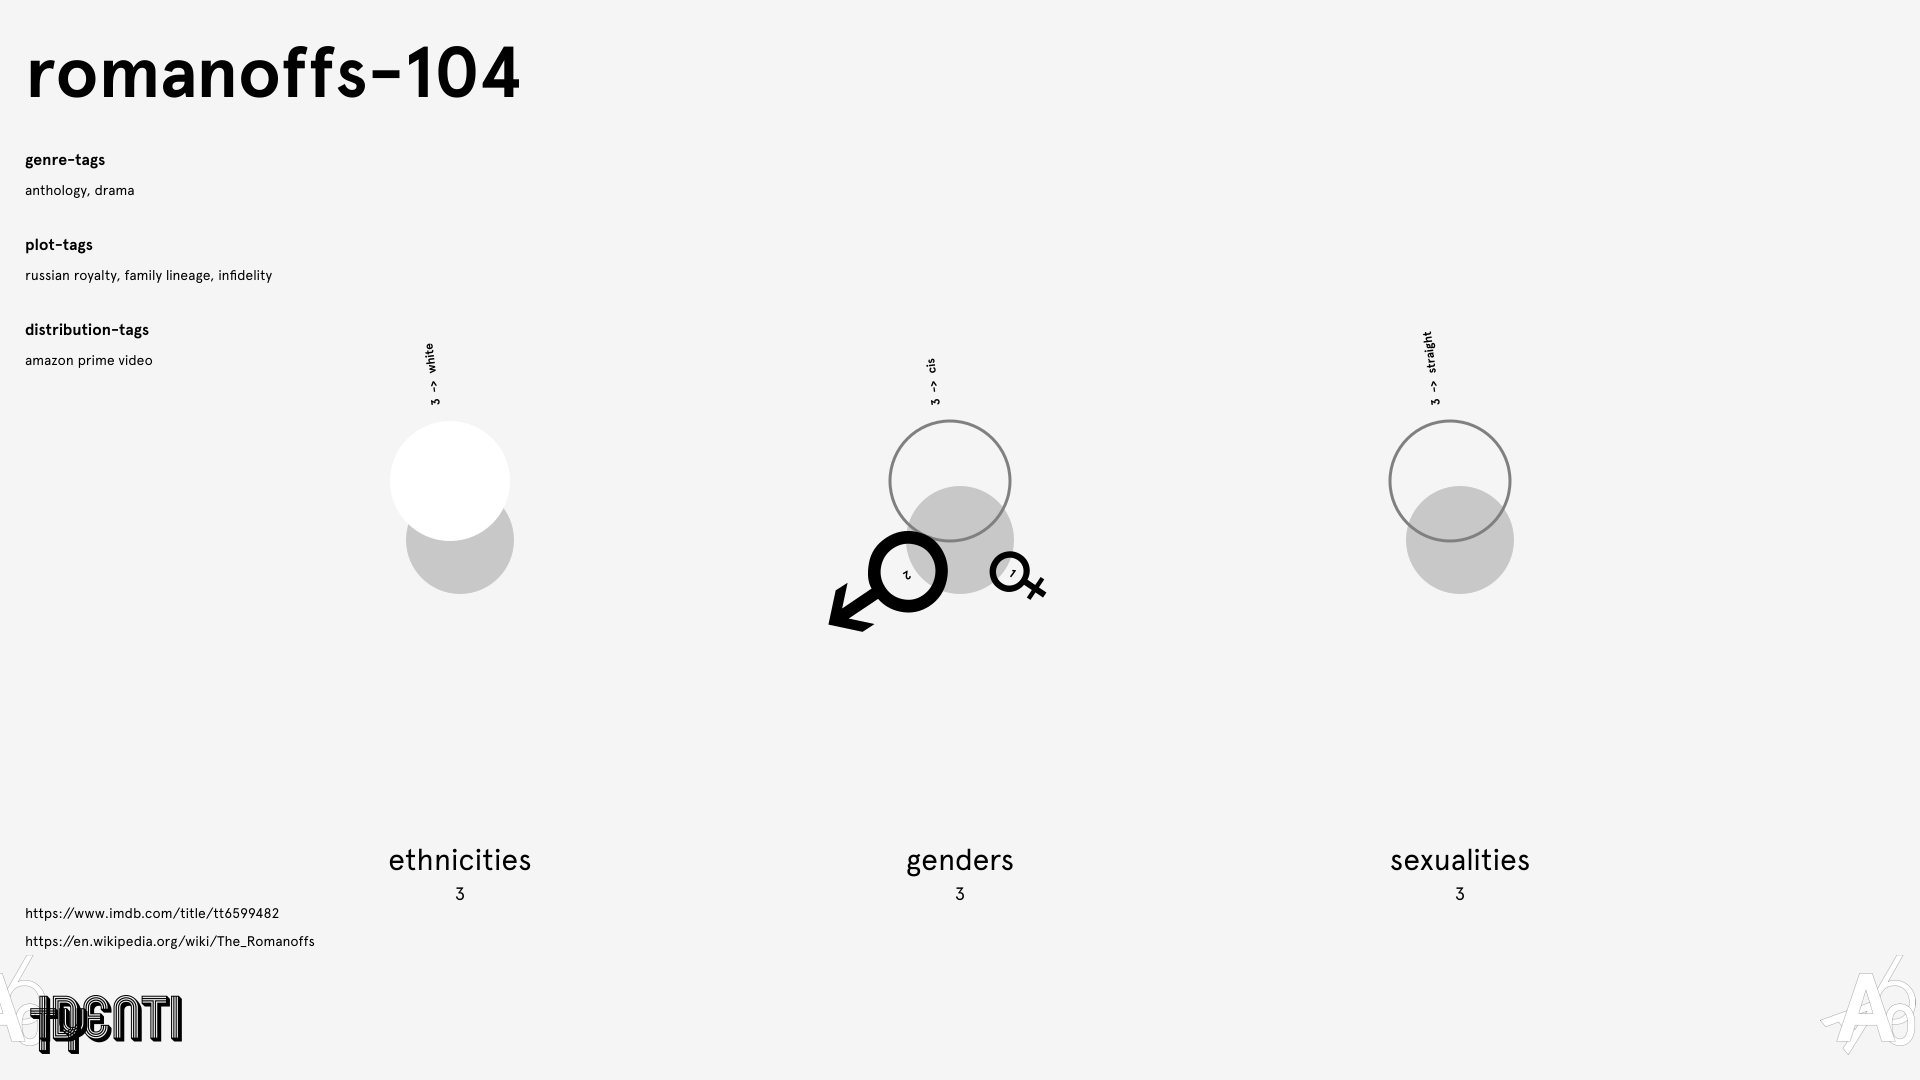 romanoffs-104
genre-tags
anthology, drama
plot-tags
russian royalty, family lineage, infidelity
distribution-tags
amazon prime video
3 -> white
3 -> cis
3 -> straight
2
1
ethnicities
3
genders
3
sexualities
3
https://www.imdb.com/title/tt6599482
https://en.wikipedia.org/wiki/The_Romanoffs
IDENTI